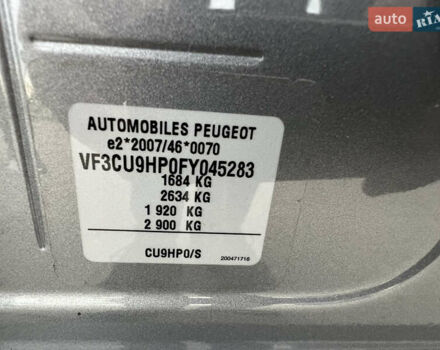 auto RIA
AUTOMOBILES PEUGEOT
e2*2007/46*0070
VF3CU9HP0FY045283
1684 KG
2634 KG
1 920 KG
2 900 KG
CU9HP0/S
200471716